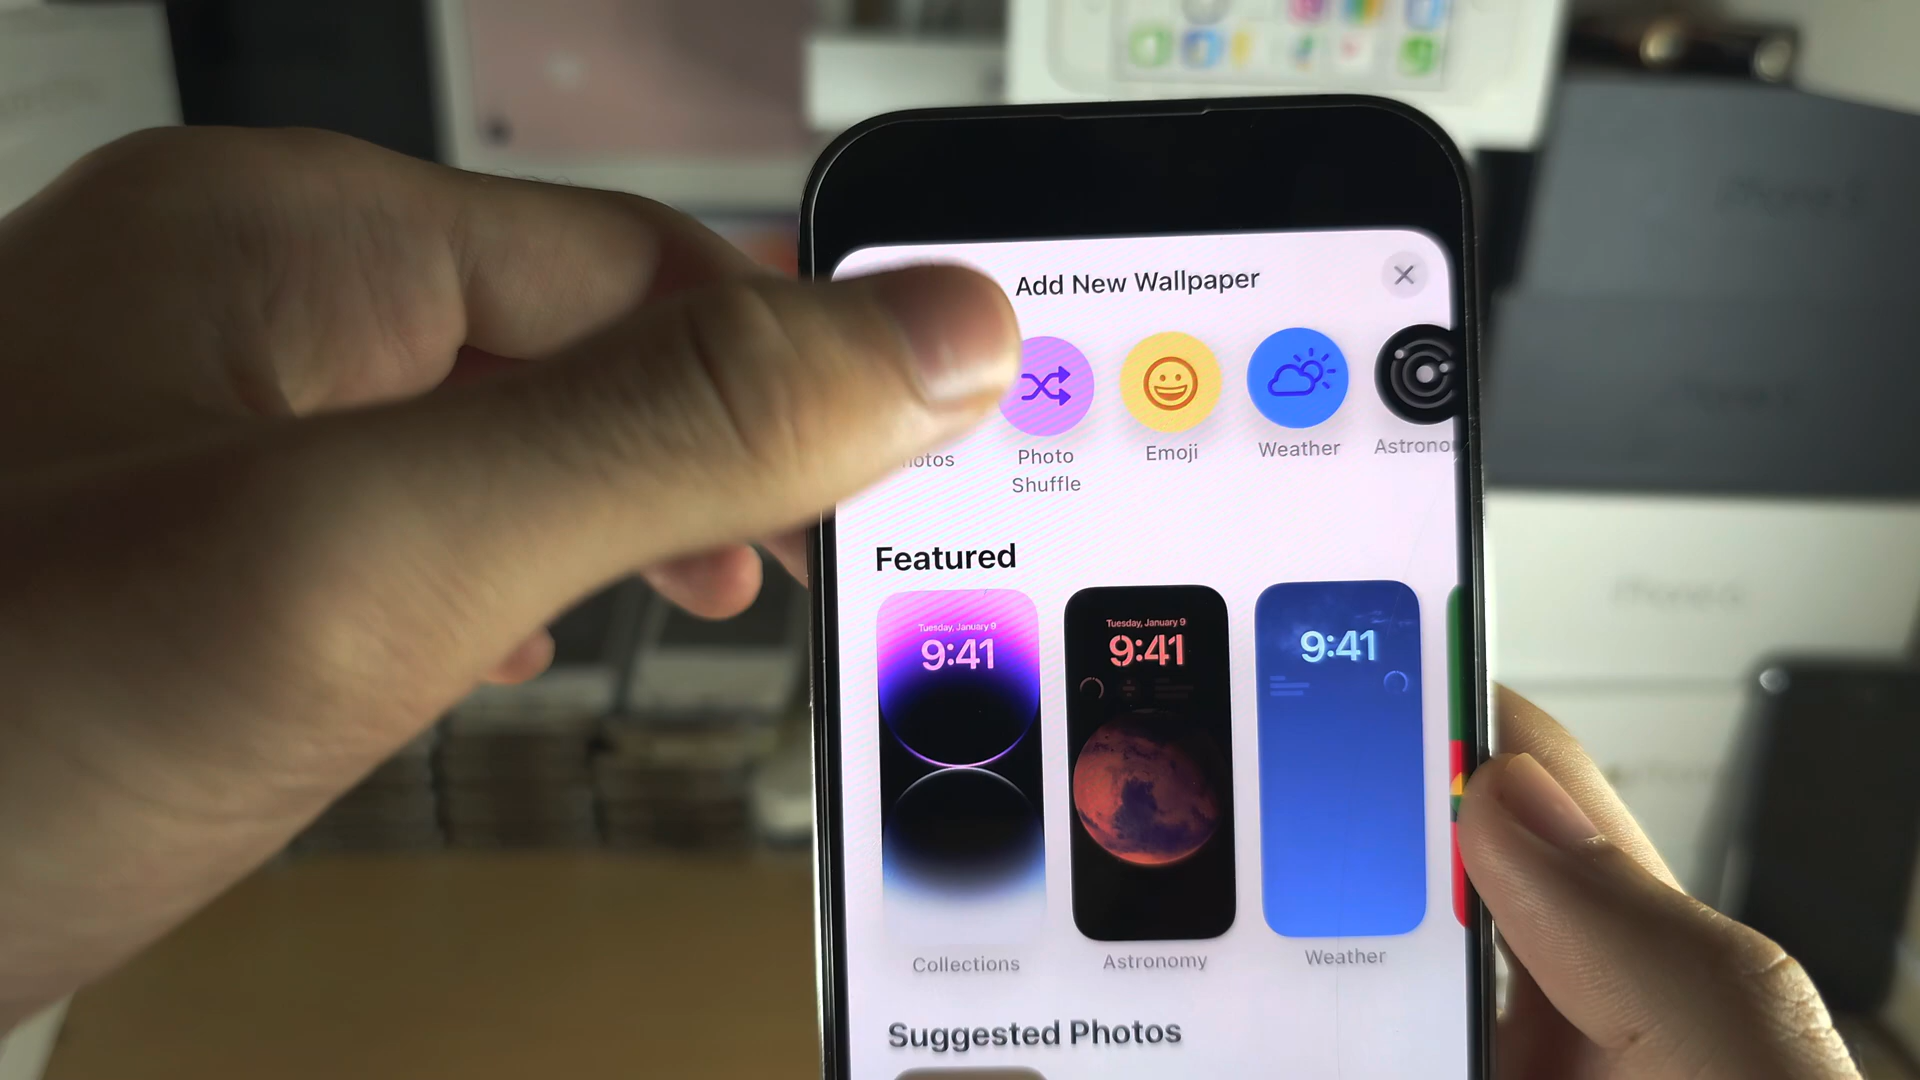 Add New Wallpaper
hotos
Photo
Shuffle
Emoji
Weather
Astrono
Featured
Tuesday, January 9
9:41
Tuesday, January 9
9:41
9:41
Collections
Astronomy
Weather
Suggested Photos